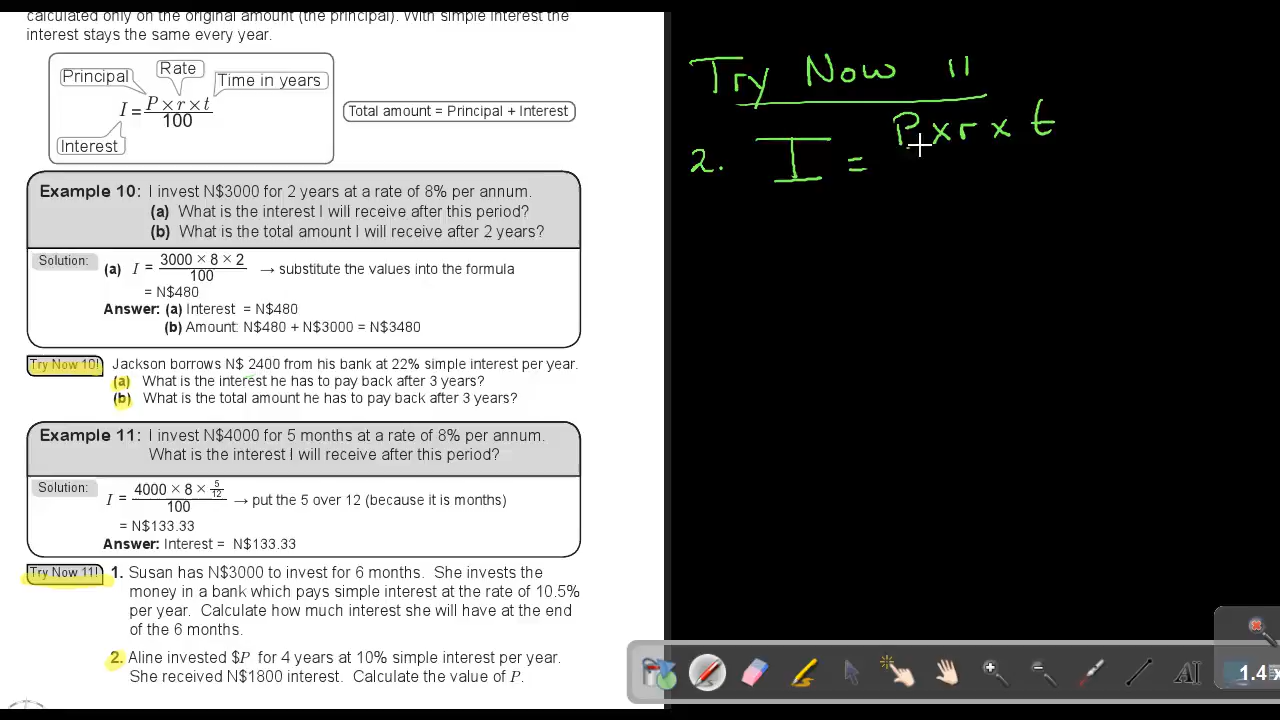 calculated only on the original amount (the principal). With simple interest the
interest stays the same every year.
Principal
Rate
Time in years
I = P × r × t
100
Interest
Total amount = Principal + Interest
Example 10: I invest N$3000 for 2 years at a rate of 8% per annum.
(a) What is the interest I will receive after this period?
(b) What is the total amount I will receive after 2 years?
Solution:
(a) I = 3000 × 8 × 2 → substitute the values into the formula
100
= N$480
Answer: (a) Interest = N$480
(b) Amount: N$480 + N$3000 = N$3480
Try Now 10! Jackson borrows N$ 2400 from his bank at 22% simple interest per year.
(a) What is the interest he has to pay back after 3 years?
(b) What is the total amount he has to pay back after 3 years?
Example 11: I invest N$4000 for 5 months at a rate of 8% per annum.
What is the interest I will receive after this period?
Solution:
I = 4000 × 8 × 5/12 → put the 5 over 12 (because it is months)
100
= N$133.33
Answer: Interest = N$133.33
Try Now 11! 1. Susan has N$3000 to invest for 6 months. She invests the
money in a bank which pays simple interest at the rate of 10.5%
per year. Calculate how much interest she will have at the end
of the 6 months.
2. Aline invested $P for 4 years at 10% simple interest per year.
She received N$1800 interest. Calculate the value of P.
Try Now 11
2. I = P × r × t
AI
1.4 x